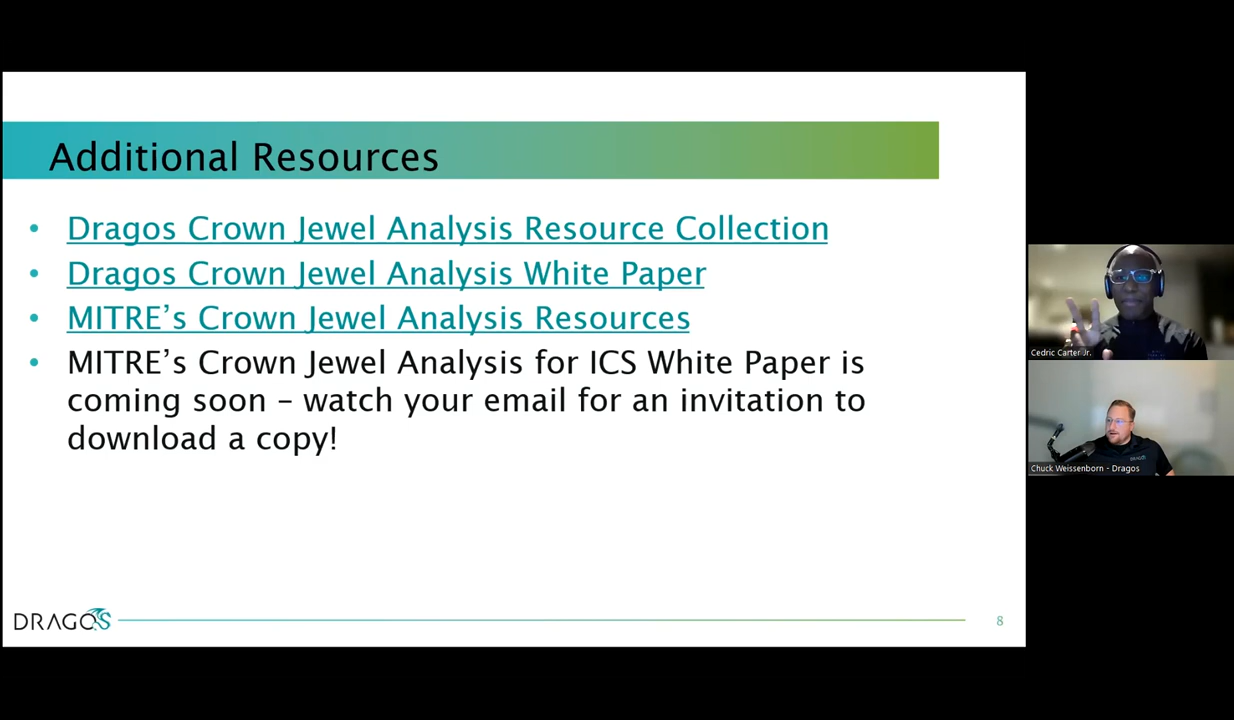 Additional Resources
• Dragos Crown Jewel Analysis Resource Collection
• Dragos Crown Jewel Analysis White Paper
• MITRE’s Crown Jewel Analysis Resources
• MITRE’s Crown Jewel Analysis for ICS White Paper is
coming soon – watch your email for an invitation to
download a copy!
DRAGOS
8
Cedric Carter Jr.
Chuck Weissenborn - Dragos